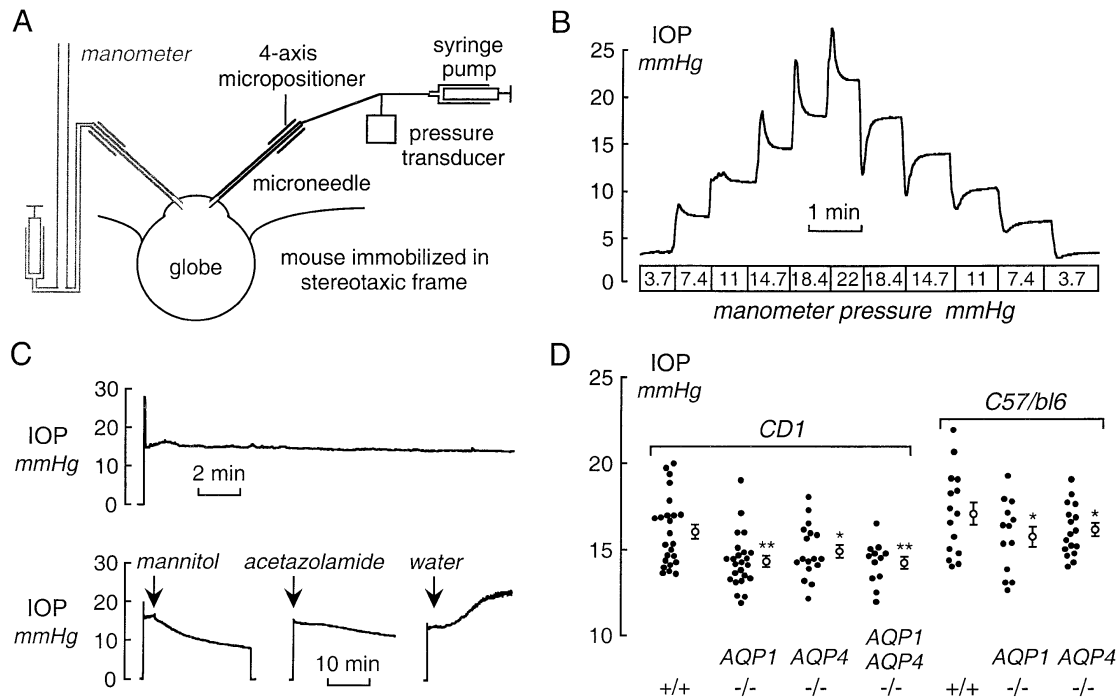 A
manometer
4-axis
micropositioner
syringe
pump
pressure
transducer
microneedle
globe
mouse immobilized in
stereotaxic frame
B
IOP
mmHg
25
20
15
10
5
0
1 min
3.7 7.4 11 14.7 18.4 22 18.4 14.7 11 7.4 3.7
manometer pressure mmHg
C
IOP
mmHg
30
20
10
0
2 min
IOP
mmHg
30
20
10
0
mannitol acetazolamide water
10 min
D
IOP
mmHg
25
20
15
10
CD1
C57/bl6
** * ** * *
AQP1
AQP1 AQP4 AQP4 AQP1 AQP4
+/+ -/- -/- -/- +/+ -/- -/-